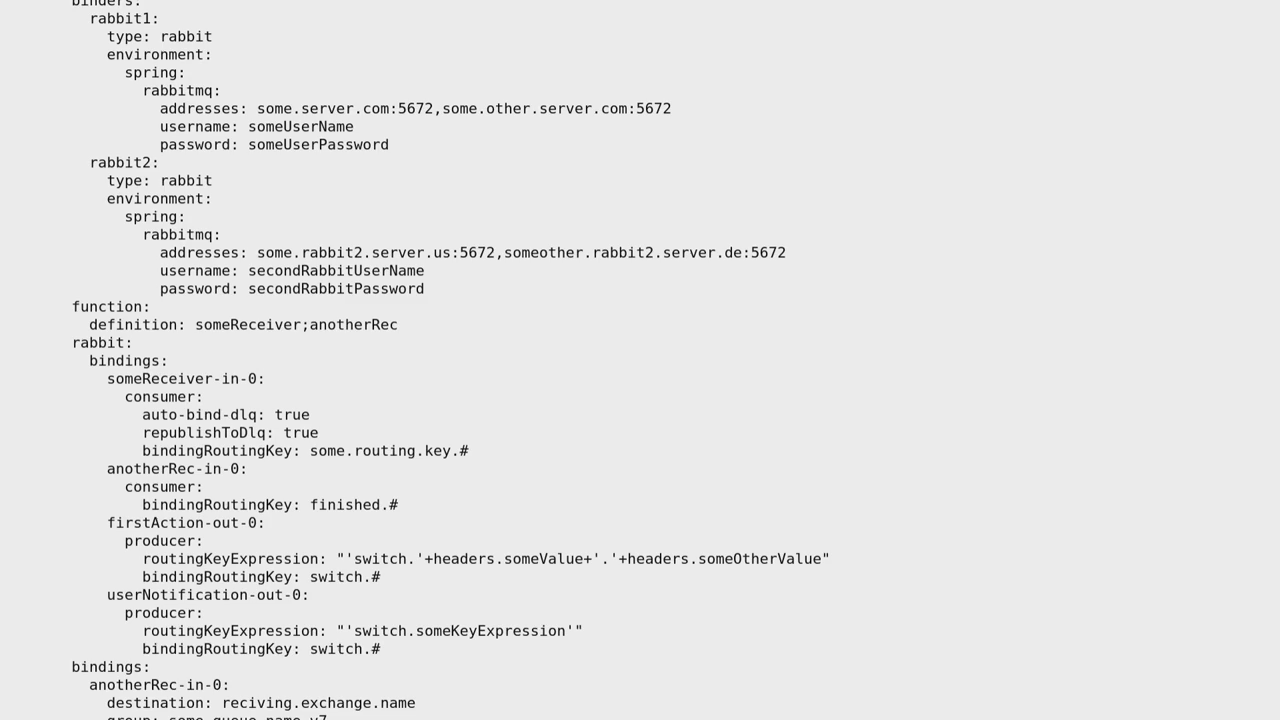 binders:
rabbit1:
type: rabbit
environment:
spring:
rabbitmq:
addresses: some.server.com:5672,some.other.server.com:5672
username: someUserName
password: someUserPassword
rabbit2:
type: rabbit
environment:
spring:
rabbitmq:
addresses: some.rabbit2.server.us:5672,someother.rabbit2.server.de:5672
username: secondRabbitUserName
password: secondRabbitPassword
function:
definition: someReceiver;anotherRec
rabbit:
bindings:
someReceiver-in-0:
consumer:
auto-bind-dlq: true
republishToDlq: true
bindingRoutingKey: some.routing.key.#
anotherRec-in-0:
consumer:
bindingRoutingKey: finished.#
firstAction-out-0:
producer:
routingKeyExpression: "'switch.'+headers.someValue+'.'+headers.someOtherValue"
bindingRoutingKey: switch.#
userNotification-out-0:
producer:
routingKeyExpression: "'switch.someKeyExpression'"
bindingRoutingKey: switch.#
bindings:
anotherRec-in-0:
destination: reciving.exchange.name
group: some.queue.name.v7